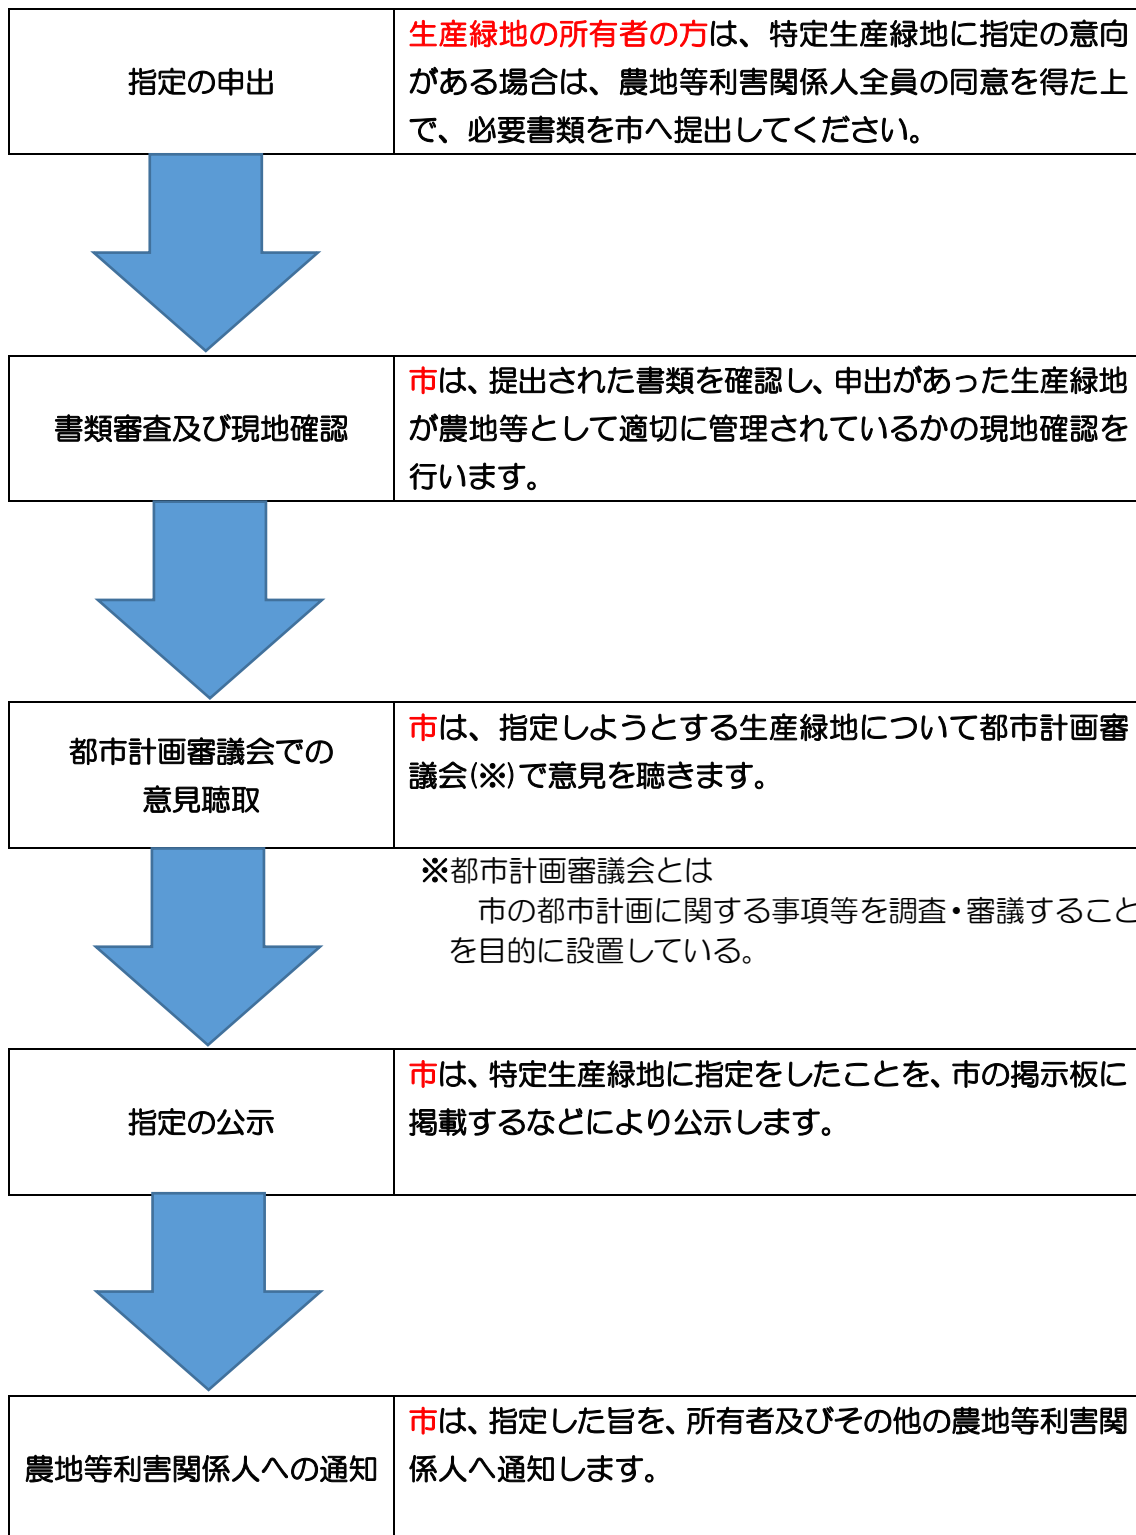 指定の申出
生産緑地の所有者の方は、特定生産緑地に指定の意向
がある場合は、農地等利害関係人全員の同意を得た上
で、必要書類を市へ提出してください。
書類審査及び現地確認
市は、提出された書類を確認し、申出があった生産緑地
が農地等として適切に管理されているかの現地確認を
行います。
都市計画審議会での
意見聴取
市は、指定しようとする生産緑地について都市計画審
議会(※)で意見を聴きます。
※都市計画審議会とは
市の都市計画に関する事項等を調査・審議すること
を目的に設置している。
指定の公示
市は、特定生産緑地に指定をしたことを、市の掲示板に
掲載するなどにより公示します。
農地等利害関係人への通知
市は、指定した旨を、所有者及びその他の農地等利害関
係人へ通知します。